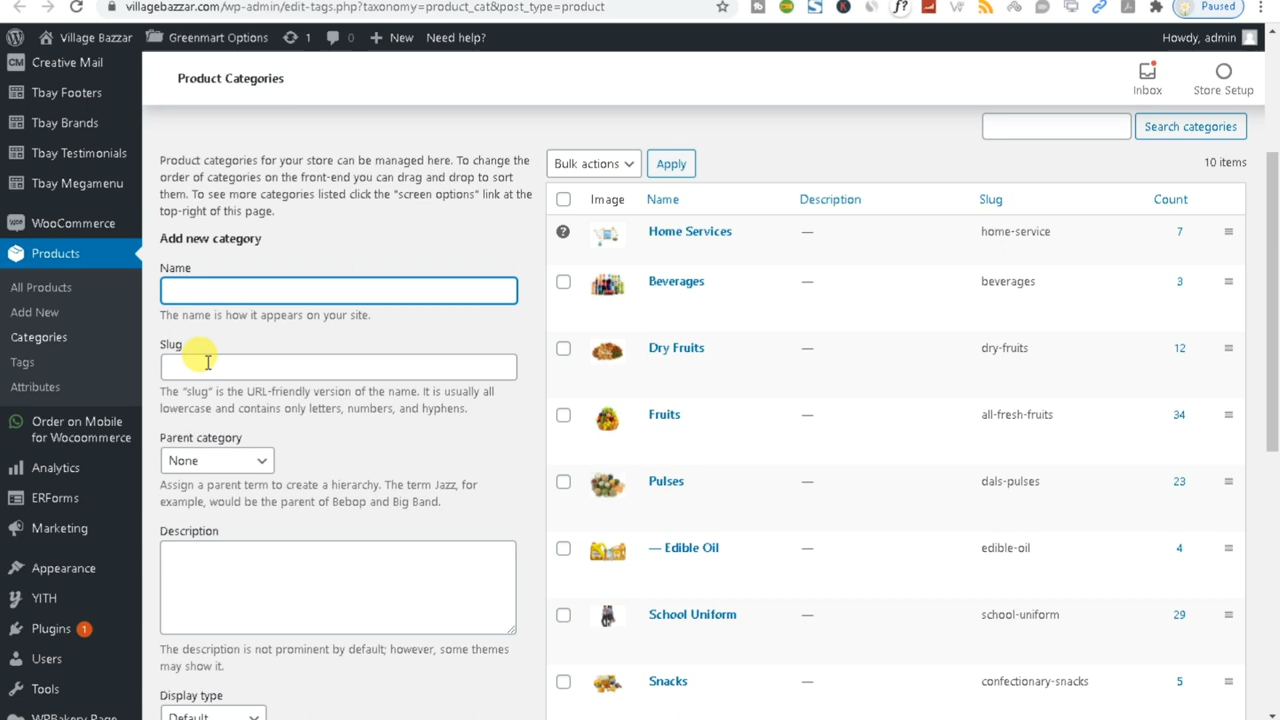 villagebazzar.com/wp-admin/edit-tags.php?taxonomy=product_cat&post_type=product
Paused
Village Bazzar
Greenmart Options
1
0
New
Need help?
Howdy, admin
Creative Mail
Tbay Footers
Tbay Brands
Tbay Testimonials
Tbay Megamenu
WooCommerce
Products
All Products
Add New
Categories
Tags
Attributes
Order on Mobile
for Wocoommerce
Analytics
ERForms
Marketing
Appearance
YITH
Plugins 1
Users
Tools
WPBakery Page
Product Categories
Inbox
Store Setup
Search categories
Product categories for your store can be managed here. To change the
order of categories on the front-end you can drag and drop to sort
them. To see more categories listed click the "screen options" link at the
top-right of this page.
Add new category
Name
The name is how it appears on your site.
Slug
The "slug" is the URL-friendly version of the name. It is usually all
lowercase and contains only letters, numbers, and hyphens.
Parent category
None
Assign a parent term to create a hierarchy. The term Jazz, for
example, would be the parent of Bebop and Big Band.
Description
The description is not prominent by default; however, some themes
may show it.
Display type
Default
Bulk actions
Apply
10 items
Image Name Description Slug Count
Home Services — home-service 7
Beverages — beverages 3
Dry Fruits — dry-fruits 12
Fruits — all-fresh-fruits 34
Pulses — dals-pulses 23
— Edible Oil — edible-oil 4
School Uniform — school-uniform 29
Snacks — confectionary-snacks 5